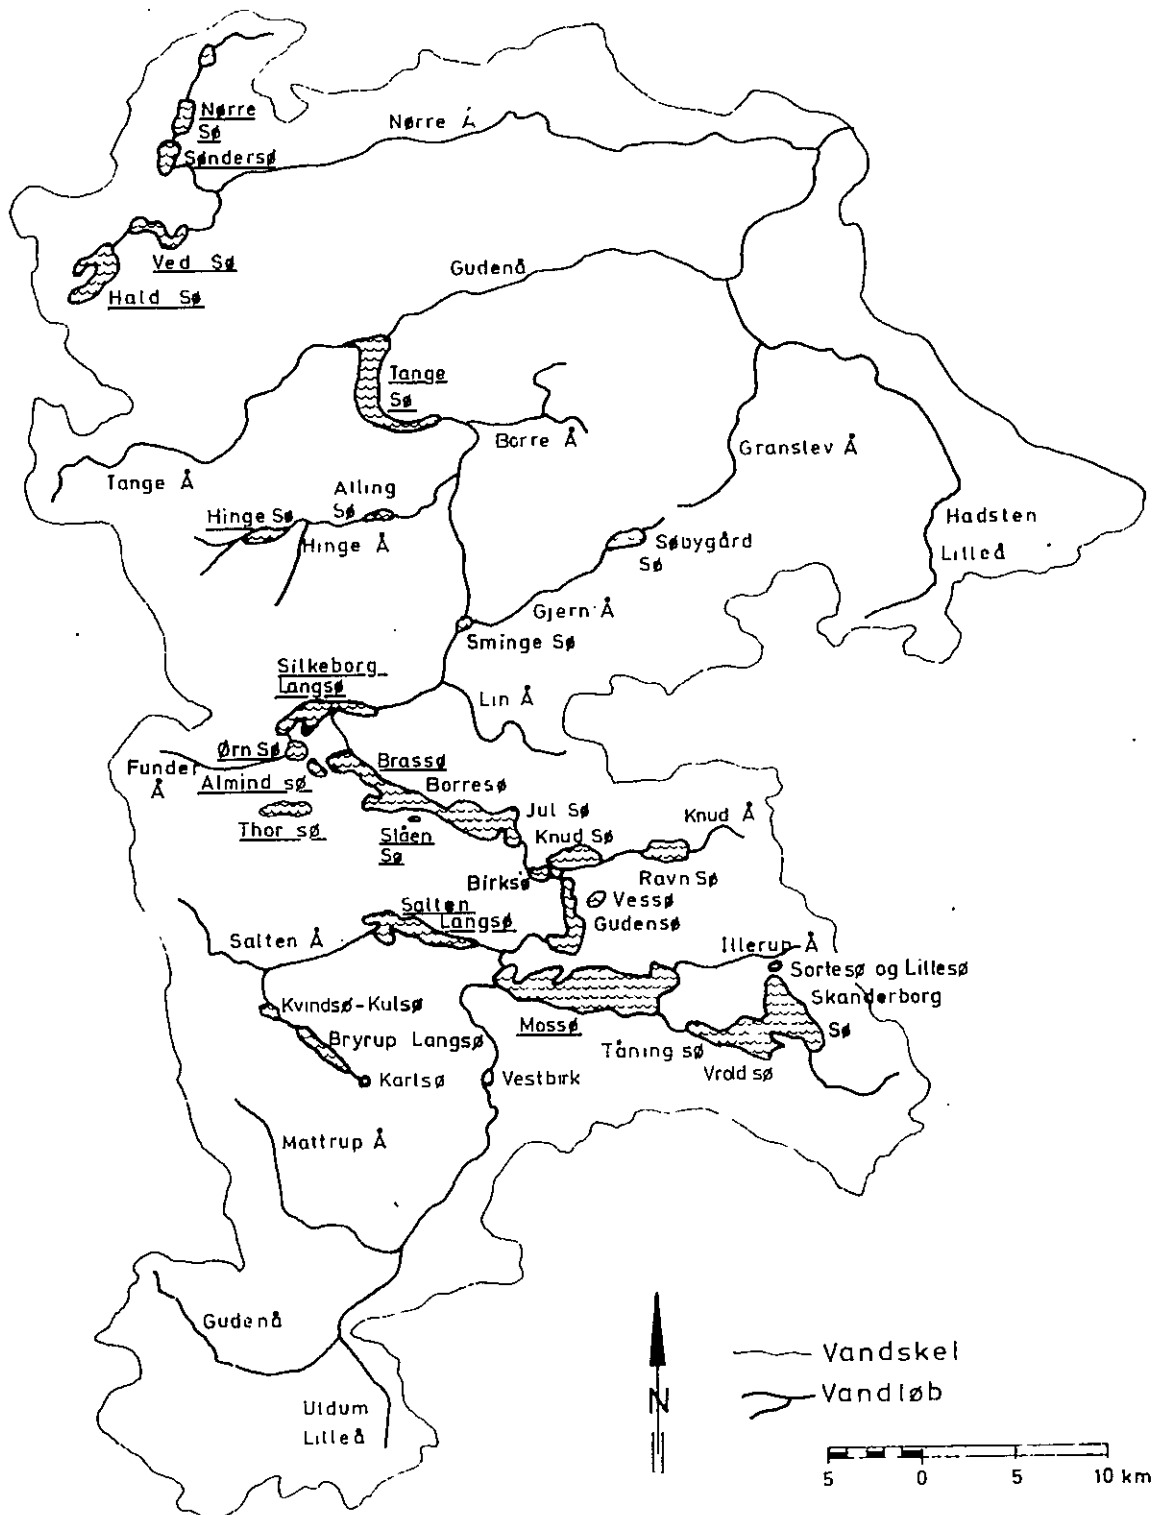 Nørre
Sø
Søndersø
Nørre Å
Ved Sø
Hald Sø
Gudenå
Tange
Sø
Borre Å
Tange Å
Granslev Å
Alling
Sø
Hinge Sø
Hinge Å
Hadsten
Lilleå
Søbygård
Sø
Gjern Å
Sminge Sø
Silkeborg
Langsø
Lin Å
Ørn Sø
Funder
Å
Almind sø
Thor sø
Brassø
Borresø
Slåen
Sø
Jul Sø
Knud Sø
Knud Å
Birksø
Ravn Sø
Vessø
Gudensø
Salten
Langsø
Salten Å
Illerup Å
Sortesø og Lillesø
Skanderborg
Sø
Kvindsø-Kulsø
Bryrup Langsø
Karlsø
Mossø
Tåning sø
Vrold sø
Vestbirk
Mattrup Å
Gudenå
Uldum
Lilleå
N
Vandskel
Vandløb
5 0 5 10 km